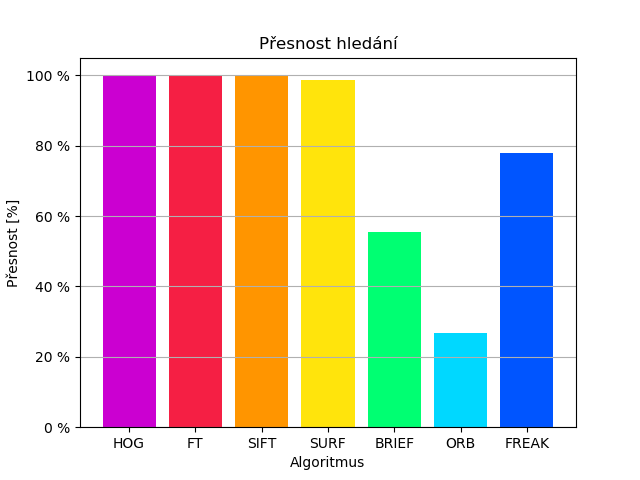 Přesnost hledání
100 %
80 %
60 %
40 %
20 %
0 %
Přesnost [%]
HOG FT SIFT SURF BRIEF ORB FREAK
Algoritmus